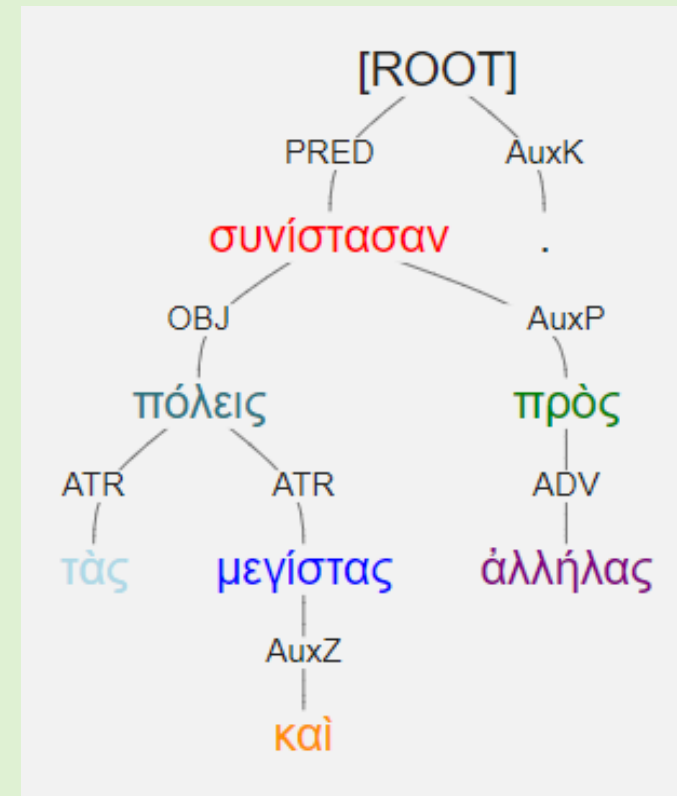 [ROOT]
PRED AuxK
συνίστασαν .
OBJ AuxP
πόλεις πρὸς
ATR ATR ADV
τὰς μεγίστας ἀλλήλας
AuxZ
καὶ